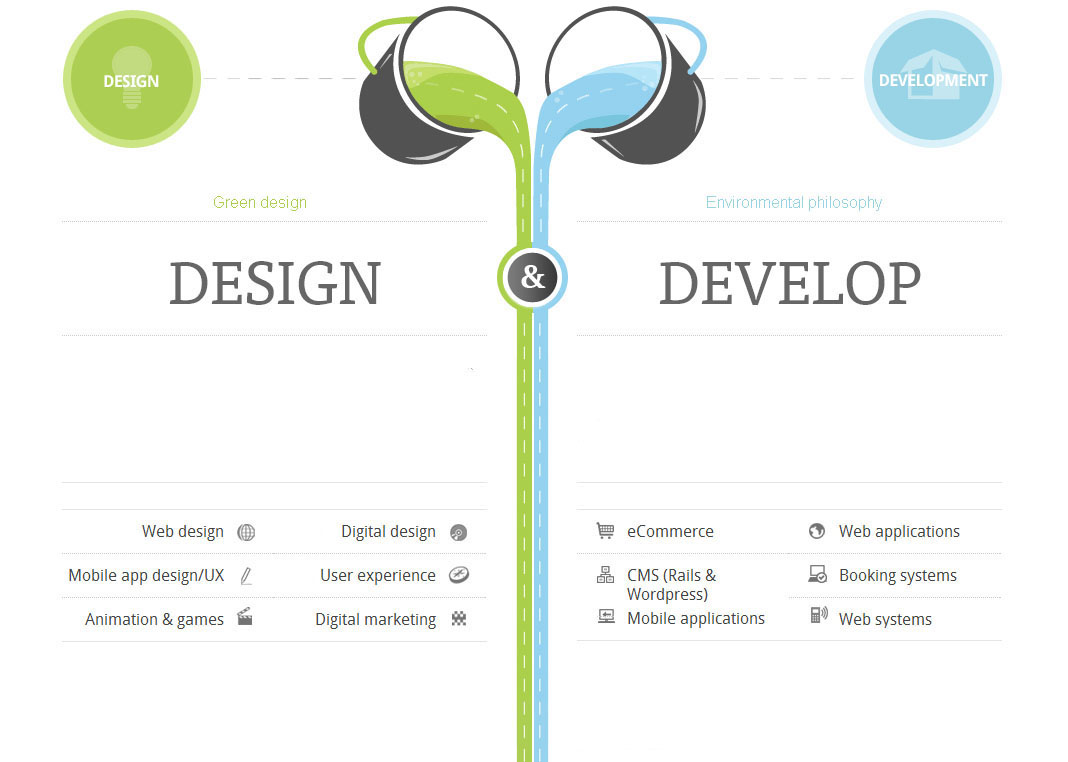 DESIGN
DEVELOPMENT
Green design
Environmental philosophy
DESIGN
&
DEVELOP
Web design
Digital design
Mobile app design/UX
User experience
Animation & games
Digital marketing
eCommerce
Web applications
CMS (Rails &
Wordpress)
Booking systems
Mobile applications
Web systems